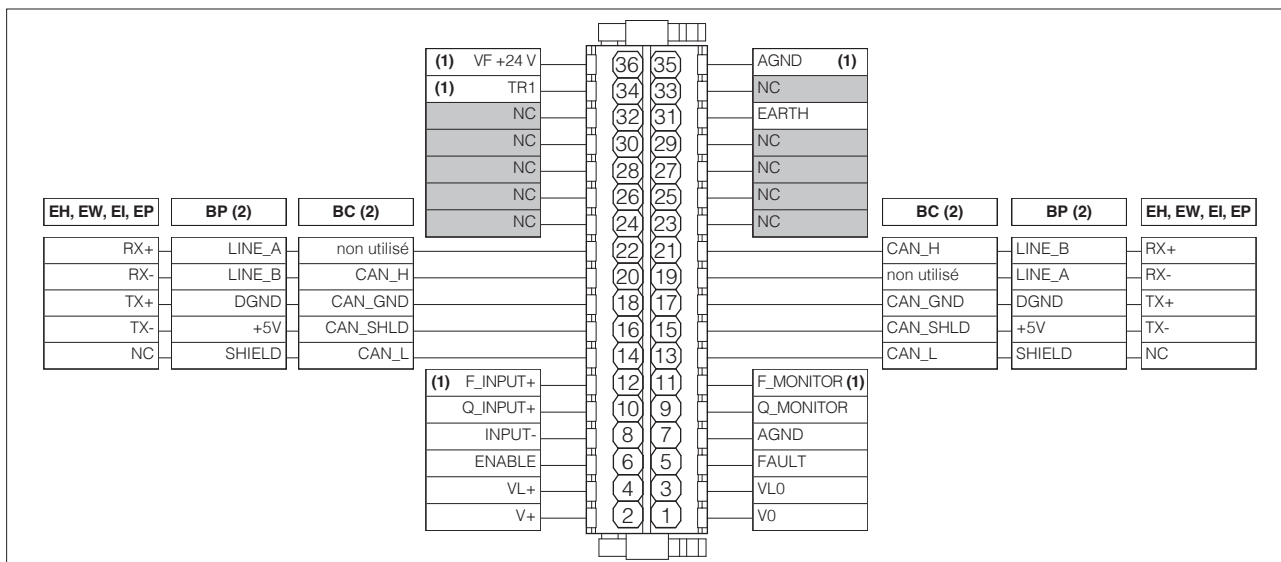 (1) VF +24 V 36 35 AGND (1)
(1) TR1 34 33 NC
NC 32 31 EARTH
NC 30 29 NC
NC 28 27 NC
NC 26 25 NC
NC 24 23 NC
EH, EW, EI, EP BP (2) BC (2) BC (2) BP (2) EH, EW, EI, EP
RX+ LINE_A non utilisé 22 21 CAN_H LINE_B RX+
RX- LINE_B CAN_H 20 19 non utilisé LINE_A RX-
TX+ DGND CAN_GND 18 17 CAN_GND DGND TX+
TX- +5V CAN_SHLD 16 15 CAN_SHLD +5V TX-
NC SHIELD CAN_L 14 13 CAN_L SHIELD NC
(1) F_INPUT+ 12 11 F_MONITOR (1)
Q_INPUT+ 10 9 Q_MONITOR
INPUT- 8 7 AGND
ENABLE 6 5 FAULT
VL+ 4 3 VL0
V+ 2 1 V0